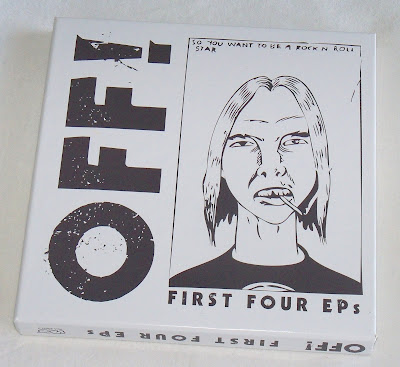 OFF!
SO YOU WANT TO BE A ROCK N ROLL
STAR
FIRST FOUR EPs
OFF! FIRST FOUR EPs